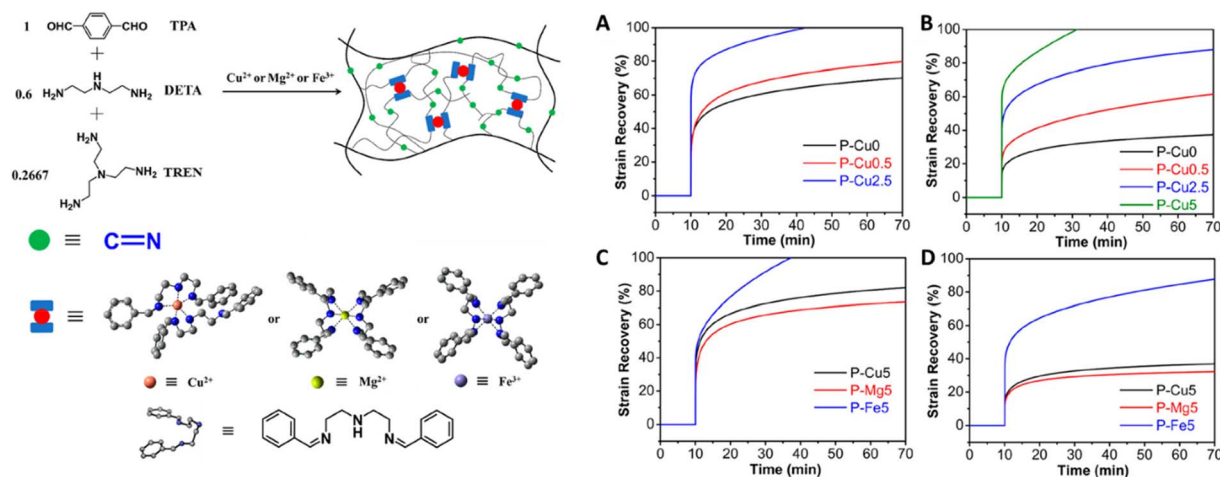 1
OHC
CHO
TPA
+
0.6
H₂N
H
N
NH₂
DETA
+
H₂N
0.2667
N
NH₂
TREN
H₂N
Cu²⁺ or Mg²⁺ or Fe³⁺
≡ C=N
≡
or
or
≡ Cu²⁺
≡ Mg²⁺
≡ Fe³⁺
≡
H
N
N
N
A
Strain Recovery (%)
100
80
60
40
20
0
P-Cu0
P-Cu0.5
P-Cu2.5
0 10 20 30 40 50 60 70
Time (min)
B
Strain Recovery (%)
100
80
60
40
20
0
P-Cu0
P-Cu0.5
P-Cu2.5
P-Cu5
0 10 20 30 40 50 60 70
Time (min)
C
Strain Recovery (%)
100
80
60
40
20
0
P-Cu5
P-Mg5
P-Fe5
0 10 20 30 40 50 60 70
Time (min)
D
Strain Recovery (%)
100
80
60
40
20
0
P-Cu5
P-Mg5
P-Fe5
0 10 20 30 40 50 60 70
Time (min)